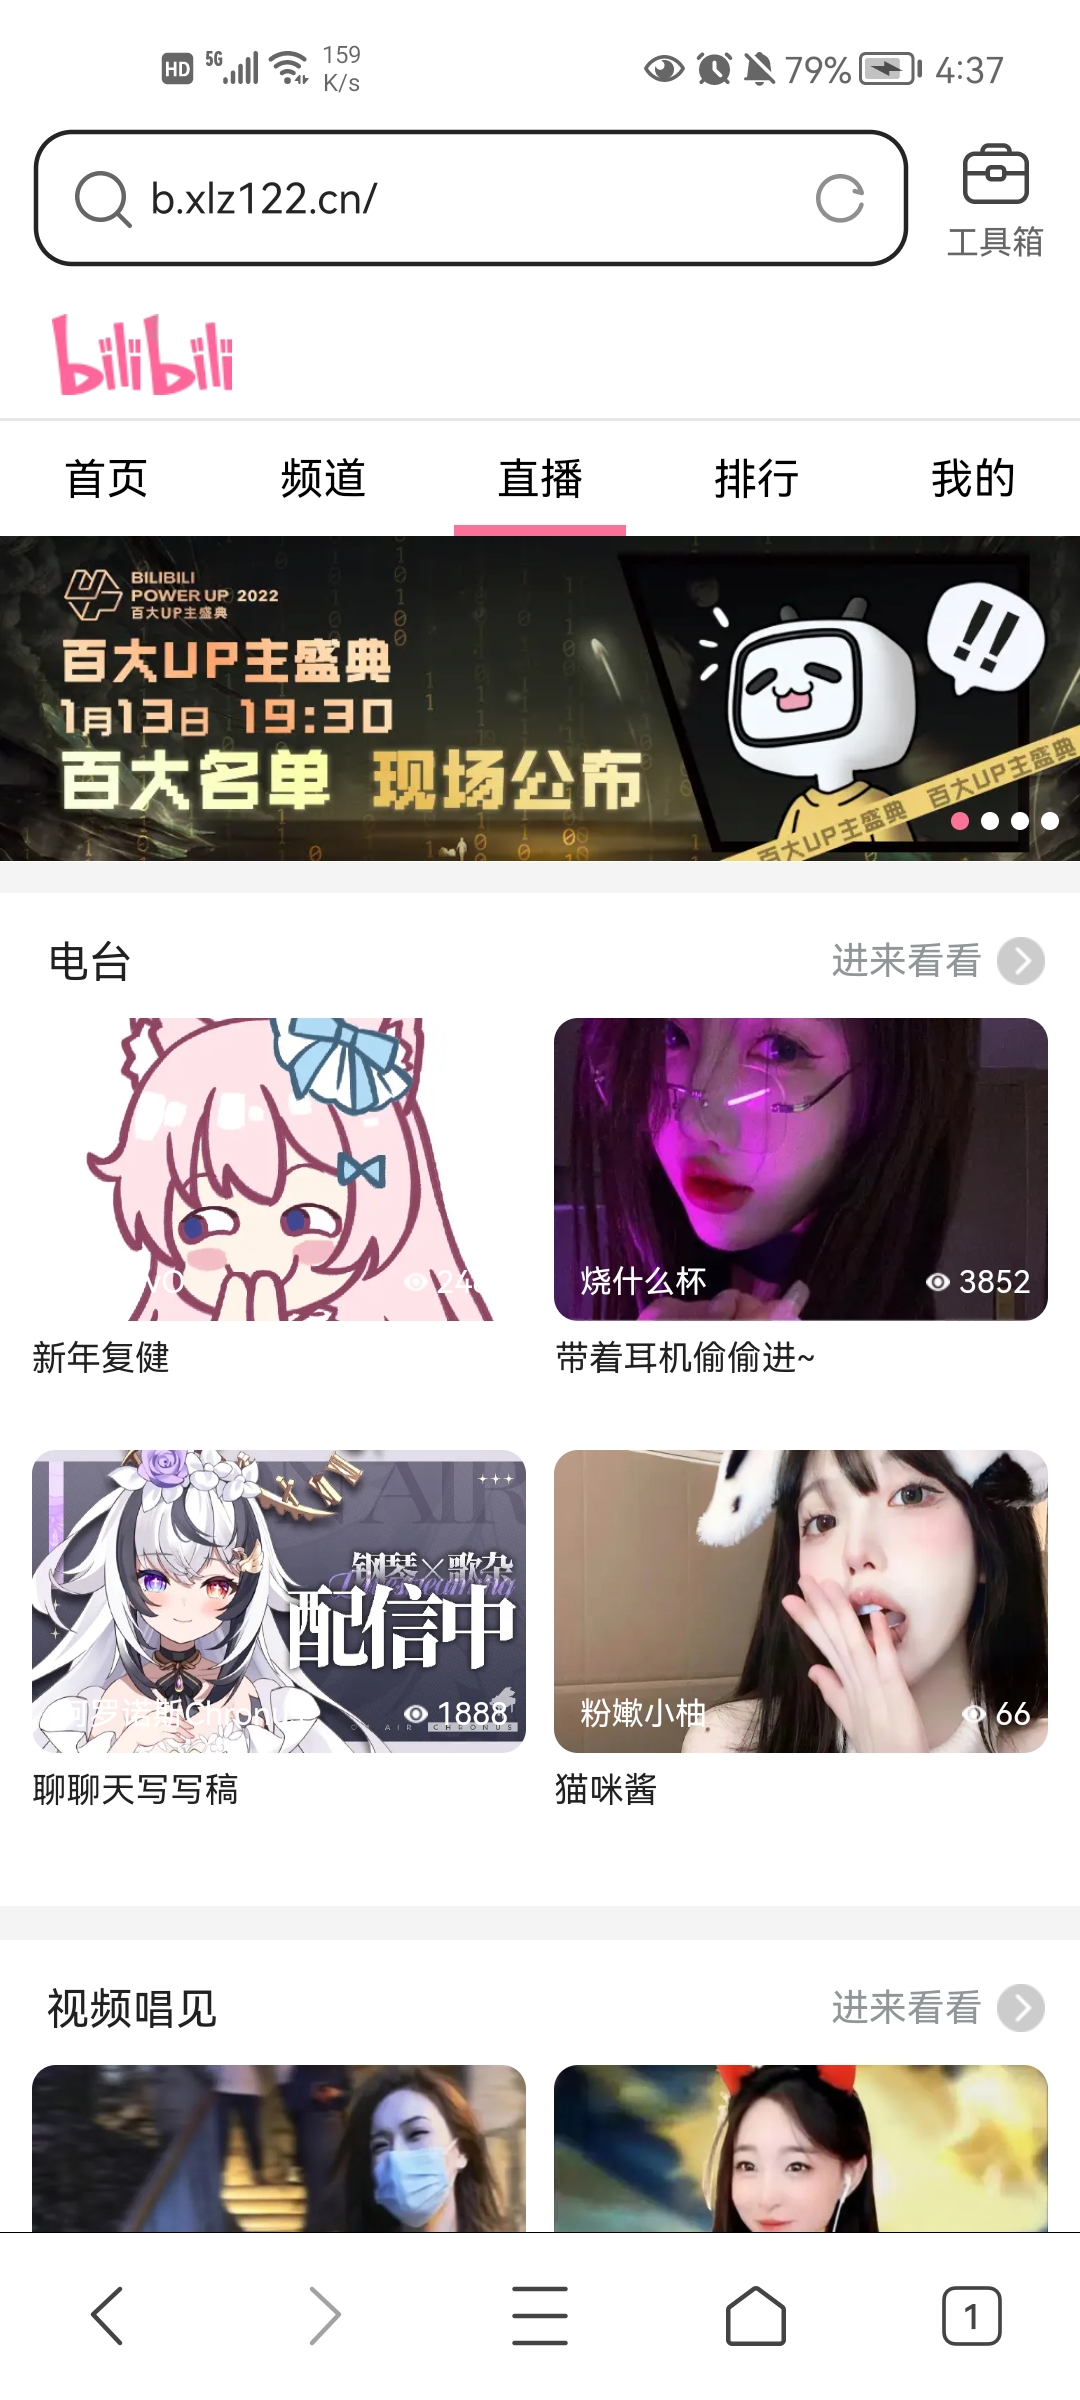 HD 5G 159 K/s 79% 4:37
b.xlz122.cn/
工具箱
bilibili
首页 频道 直播 排行 我的
BILIBILI
POWER UP 2022
百大UP主盛典
百大UP主盛典
1月13日 19:30
百大名单 现场公布
!!
百大UP主盛典 百大UP主盛典
电台 进来看看
烧什么杯 3852
新年复健 带着耳机偷偷进~
AIR
钢琴×歌杂
配信中
阿罗诺斯Chronus 1888
ON AIR CHRONUS
粉嫩小柚 66
聊聊天写写稿 猫咪酱
视频唱见 进来看看
1